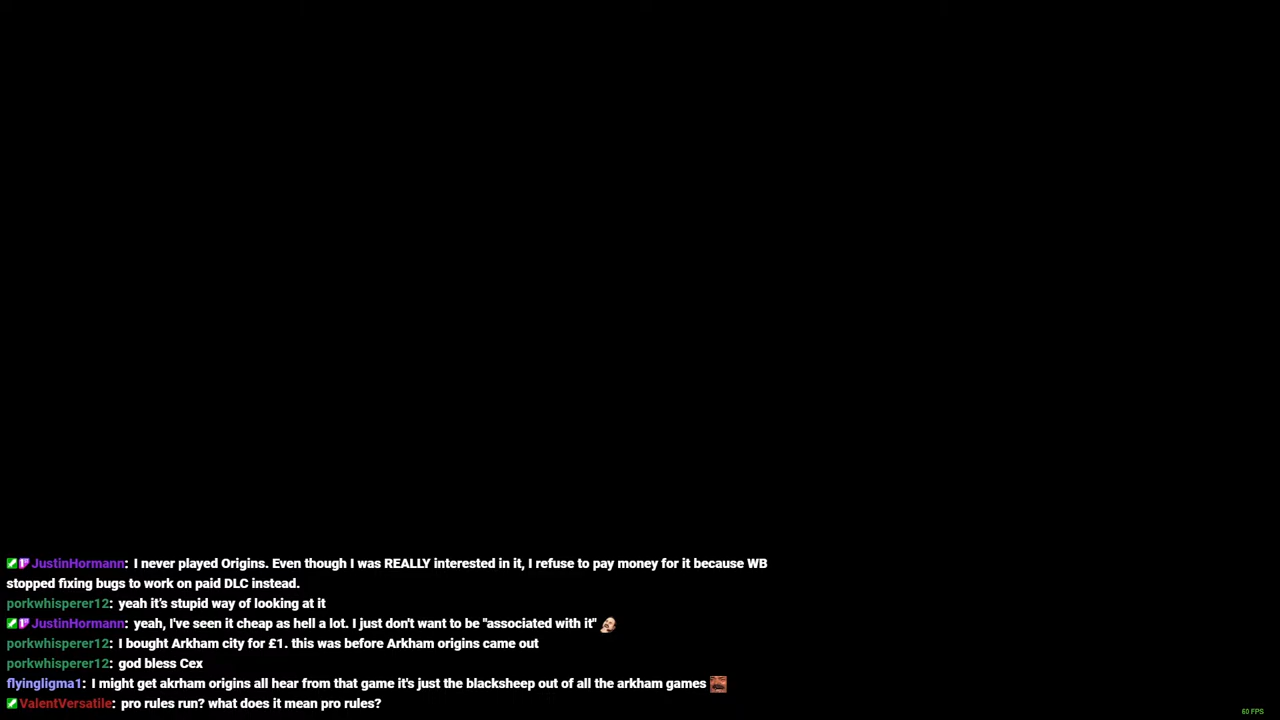 JustinHormann: I never played Origins. Even though I was REALLY interested in it, I refuse to pay money for it because WB
stopped fixing bugs to work on paid DLC instead.
porkwhisperer12: yeah it's stupid way of looking at it
JustinHormann: yeah, I've seen it cheap as hell a lot. I just don't want to be "associated with it"
porkwhisperer12: I bought Arkham city for £1. this was before Arkham origins came out
porkwhisperer12: god bless Cex
flyingligma1: I might get akrham origins all hear from that game it's just the blacksheep out of all the arkham games
ValentVersatile: pro rules run? what does it mean pro rules?
60 FPS